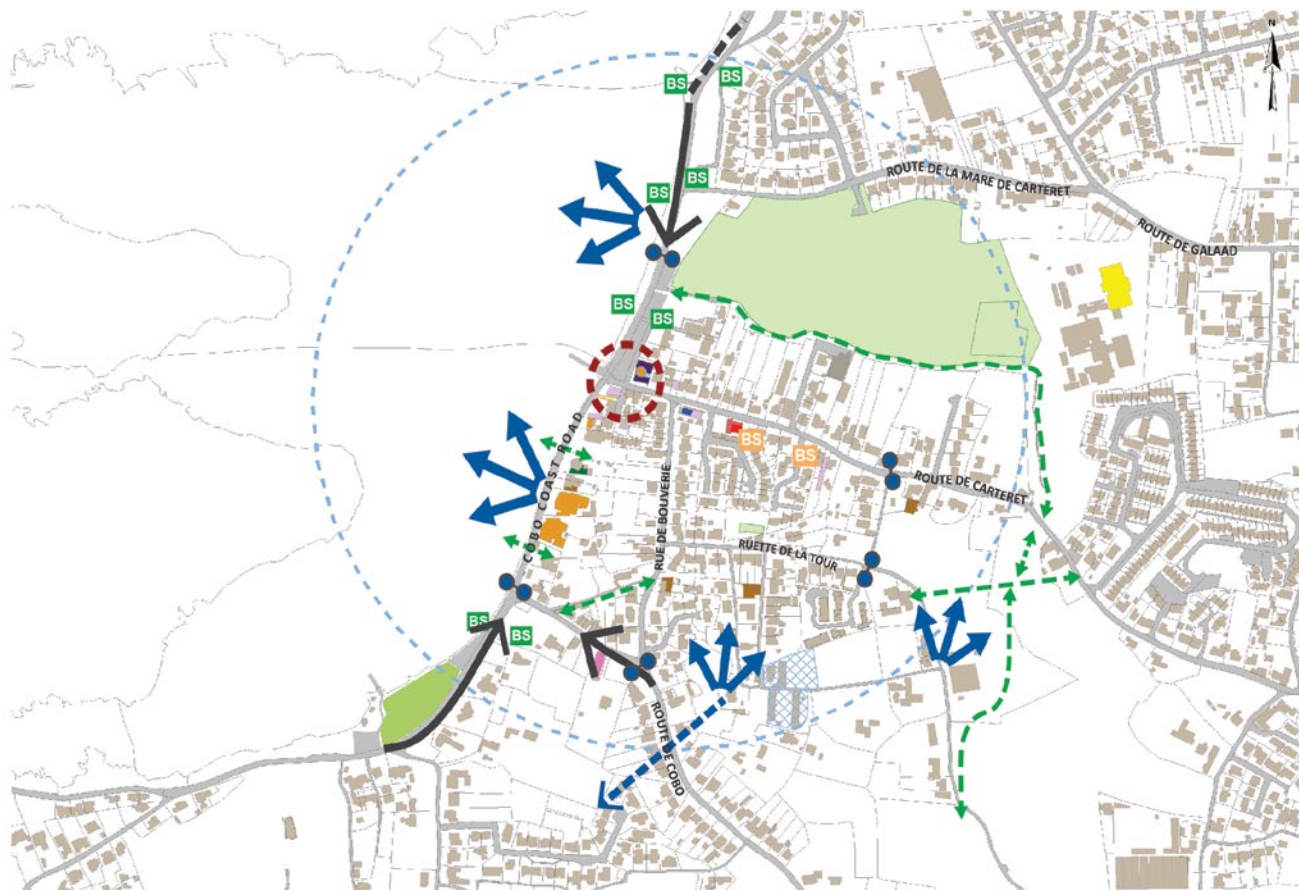 N
BS
BS
ROUTE DE LA MARE DE CARTERET
BS
BS
ROUTE DE GALAAD
BS
BS
COBO COAST ROAD
RUE DE BOUVERIE
BS
BS
ROUTE DE CARTERET
RUETTE DE LA TOUR
BS
BS
ROUTE DE COBO